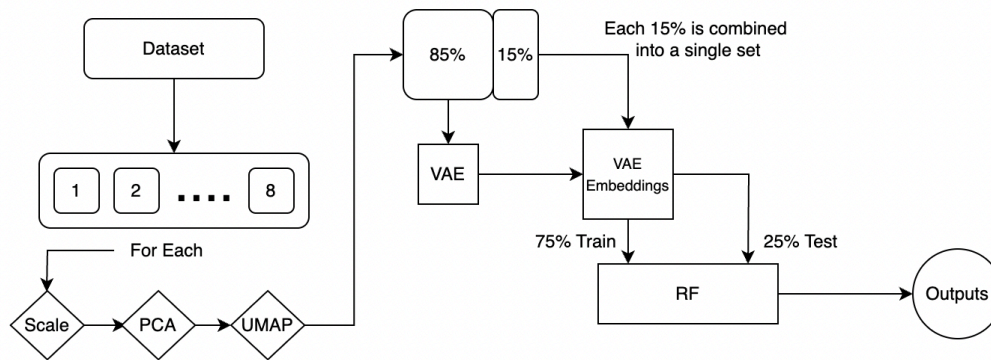 Dataset
1 2 .... 8
For Each
Scale PCA UMAP
85% 15%
Each 15% is combined
into a single set
VAE
VAE
Embeddings
75% Train 25% Test
RF
Outputs